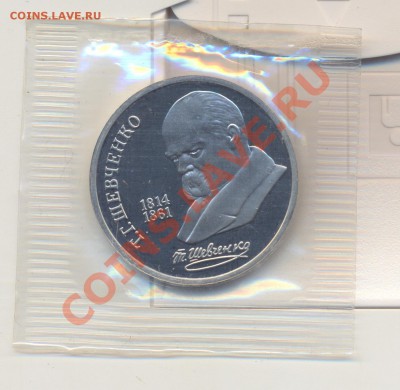 COINS.LAVE.RU
Т.Г.ШЕВЧЕНКО
1814
1861
Т. Шевченко
COINS.LAVE.RU